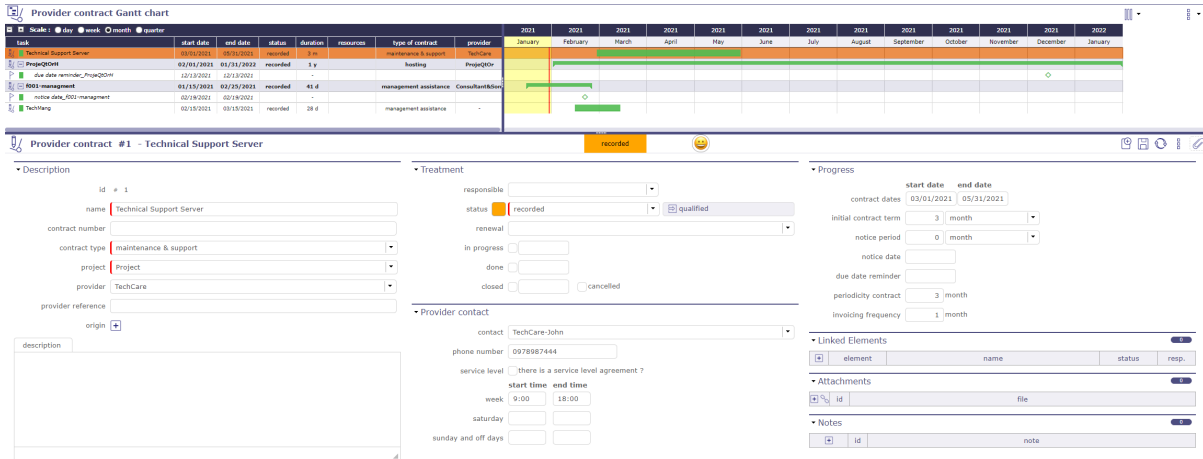 Provider contract Gantt chart
Scale : day week month quarter
2021 2021 2021 2021 2021 2021 2021 2021 2021 2021 2021 2021 2022
task start date end date status duration resources type of contract provider January February March April May June July August September October November December January
Technical Support Server 03/01/2021 05/31/2021 recorded 3 m maintenance & support TechCare
ProjeQtOrH 02/01/2021 01/31/2022 recorded 1 y hosting ProjeQtOr
due date reminder_ProjeQtOrH 12/13/2021 12/13/2021 -
f001-managment 01/15/2021 02/25/2021 recorded 41 d management assistance Consultant&Son
notice date_f001-managment 02/19/2021 02/19/2021 -
TechMang 02/15/2021 03/15/2021 recorded 28 d management assistance -
Provider contract #1 - Technical Support Server recorded
Description
id # 1
name Technical Support Server
contract number
contract type maintenance & support
project Project
provider TechCare
provider reference
origin
description
Treatment
responsible
status recorded qualified
renewal
in progress
done
closed cancelled
Provider contact
contact TechCare-John
phone number 0978987444
service level there is a service level agreement ?
start time end time
week 9:00 18:00
saturday
sunday and off days
Progress
start date end date
contract dates 03/01/2021 05/31/2021
initial contract term 3 month
notice period 0 month
notice date
due date reminder
periodicity contract 3 month
invoicing frequency 1 month
Linked Elements 0
element name status resp.
Attachments 0
id file
Notes 0
id note